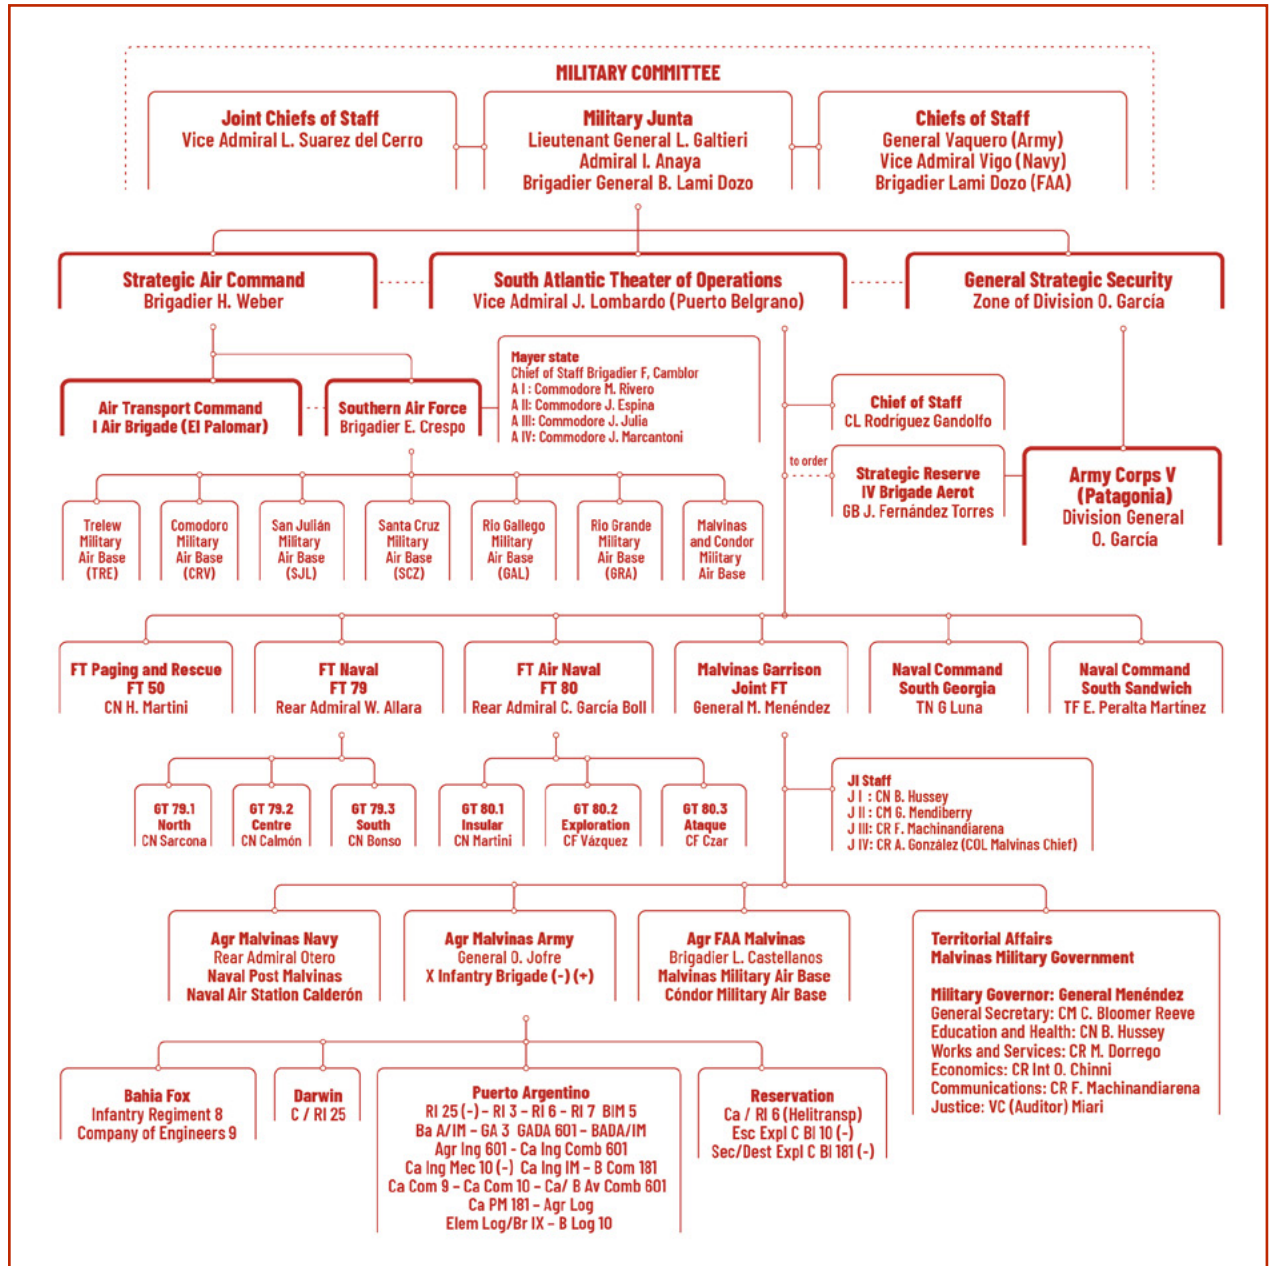 MILITARY COMMITTEE
Joint Chiefs of Staff
Vice Admiral L. Suarez del Cerro
Military Junta
Lieutenant General L. Galtieri
Admiral I. Anaya
Brigadier General B. Lami Dozo
Chiefs of Staff
General Vaquero (Army)
Vice Admiral Vigo (Navy)
Brigadier Lami Dozo (FAA)
Strategic Air Command
Brigadier H. Weber
South Atlantic Theater of Operations
Vice Admiral J. Lombardo (Puerto Belgrano)
General Strategic Security
Zone of Division O. García
Air Transport Command
I Air Brigade (El Palomar)
Southern Air Force
Brigadier E. Crespo
Mayer state
Chief of Staff Brigadier F, Camblor
A I : Commodore M. Rivero
A II: Commodore J. Espina
A III: Commodore J. Julia
A IV: Commodore J. Marcantoni
Chief of Staff
CL Rodríguez Gandolfo
to order
Strategic Reserve
IV Brigade Aerot
GB J. Fernández Torres
Army Corps V
(Patagonia)
Division General
O. García
Trelew
Military
Air Base
(TRE)
Comodoro
Military
Air Base
(CRV)
San Julián
Military
Air Base
(SJL)
Santa Cruz
Military
Air Base
(SCZ)
Rio Gallego
Military
Air Base
(GAL)
Rio Grande
Military
Air Base
(GRA)
Malvinas
and Condor
Military
Air Base
FT Paging and Rescue
FT 50
CN H. Martini
FT Naval
FT 79
Rear Admiral W. Allara
FT Air Naval
FT 80
Rear Admiral C. García Boll
Malvinas Garrison
Joint FT
General M. Menéndez
Naval Command
South Georgia
TN G Luna
Naval Command
South Sandwich
TF E. Peralta Martínez
GT 79.1
North
CN Sarcona
GT 79.2
Centre
CN Calmón
GT 79.3
South
CN Bonso
GT 80.1
Insular
CN Martini
GT 80.2
Exploration
CF Vázquez
GT 80.3
Ataque
CF Czar
JI Staff
J I : CN B. Hussey
J II : CM G. Mendiberry
J III: CR F. Machinandiarena
J IV: CR A. González (COL Malvinas Chief)
Agr Malvinas Navy
Rear Admiral Otero
Naval Post Malvinas
Naval Air Station Calderón
Agr Malvinas Army
General O. Jofre
X Infantry Brigade (-) (+)
Agr FAA Malvinas
Brigadier L. Castellanos
Malvinas Military Air Base
Cóndor Military Air Base
Territorial Affairs
Malvinas Military Government
Military Governor: General Menéndez
General Secretary: CM C. Bloomer Reeve
Education and Health: CN B. Hussey
Works and Services: CR M. Dorrego
Economics: CR Int O. Chinni
Communications: CR F. Machinandiarena
Justice: VC (Auditor) Miari
Bahia Fox
Infantry Regiment 8
Company of Engineers 9
Darwin
C / RI 25
Puerto Argentino
RI 25 (-) – RI 3 – RI 6 – RI 7 BIM 5
Ba A/IM – GA 3 GADA 601 – BADA/IM
Agr Ing 601 - Ca Ing Comb 601
Ca Ing Mec 10 (-) Ca Ing IM – B Com 181
Ca Com 9 – Ca Com 10 – Ca/ B Av Comb 601
Ca PM 181 – Agr Log
Elem Log/Br IX – B Log 10
Reservation
Ca / RI 6 (Helitransp)
Esc Expl C BI 10 (-)
Sec/Dest Expl C BI 181 (-)